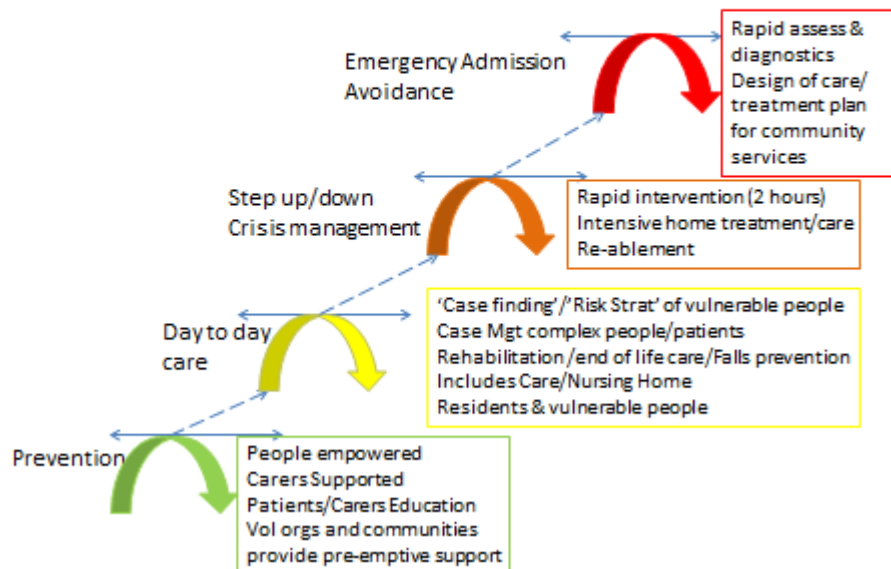 Emergency Admission
Avoidance
Rapid assess &
diagnostics
Design of care/
treatment plan
for community
services
Step up/down
Crisis management
Rapid intervention (2 hours)
Intensive home treatment/care
Re-ablement
Day to day
care
‘Case finding’/’Risk Strat’ of vulnerable people
Case Mgt complex people/patients
Rehabilitation /end of life care/Falls prevention
Includes Care/Nursing Home
Residents & vulnerable people
Prevention
People empowered
Carers Supported
Patients/Carers Education
Vol orgs and communities
provide pre-emptive support